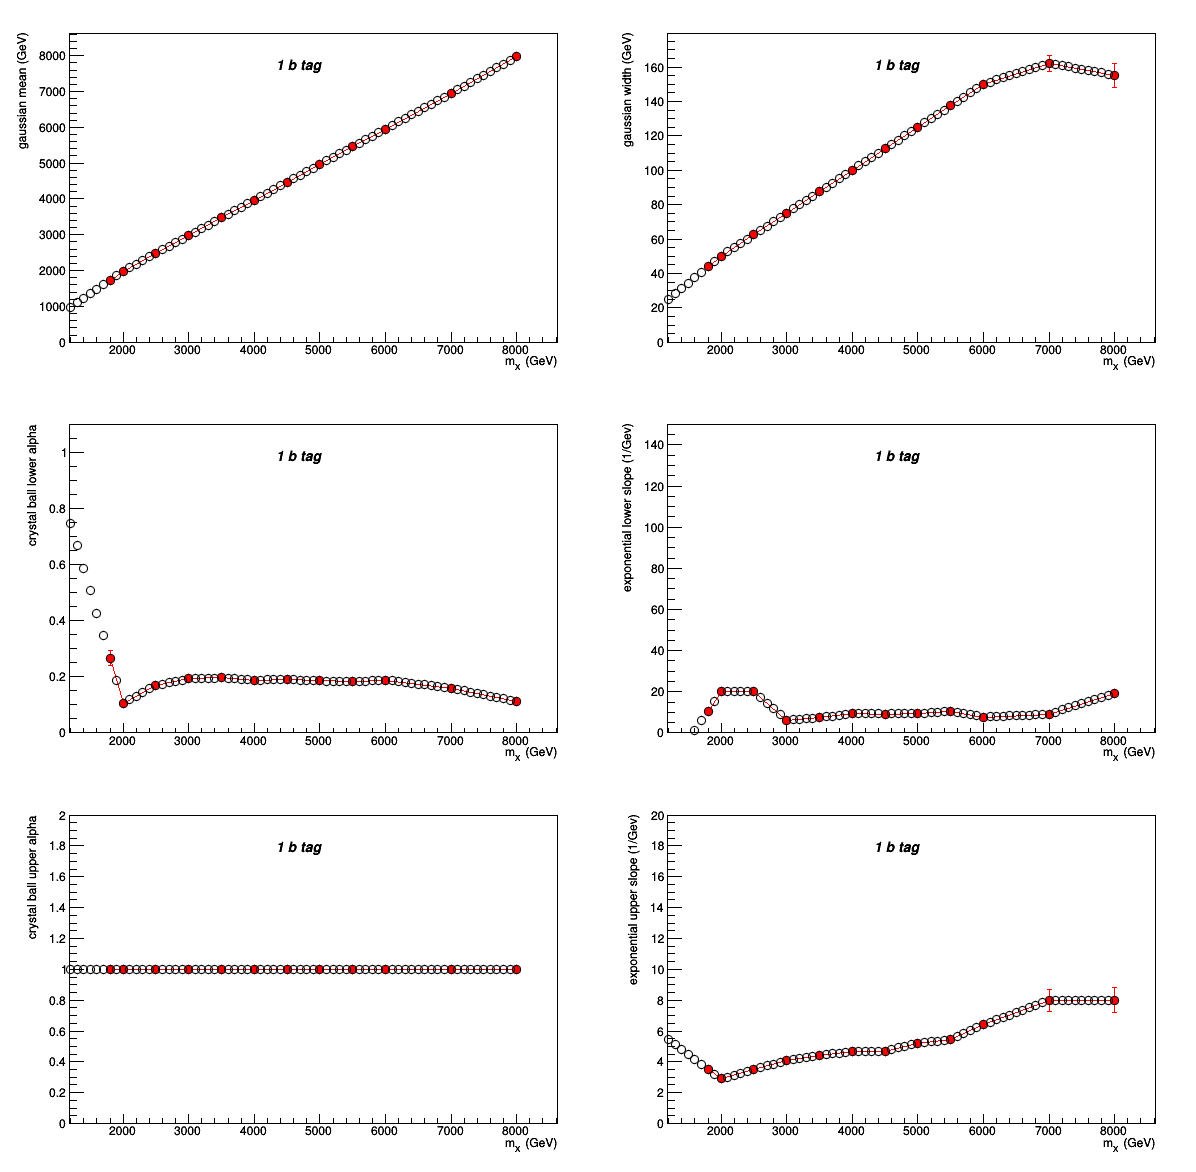 gaussian mean (GeV)
1 b tag
8000
7000
6000
5000
4000
3000
2000
1000
0
2000 3000 4000 5000 6000 7000 8000
m_x (GeV)
gaussian width (GeV)
1 b tag
160
140
120
100
80
60
40
20
0
2000 3000 4000 5000 6000 7000 8000
m_x (GeV)
crystal ball lower alpha
1 b tag
1
0.8
0.6
0.4
0.2
0
2000 3000 4000 5000 6000 7000 8000
m_x (GeV)
exponential lower slope (1/Gev)
1 b tag
140
120
100
80
60
40
20
0
2000 3000 4000 5000 6000 7000 8000
m_x (GeV)
crystal ball upper alpha
1 b tag
2
1.8
1.6
1.4
1.2
1
0.8
0.6
0.4
0.2
0
2000 3000 4000 5000 6000 7000 8000
m_x (GeV)
exponential upper slope (1/Gev)
1 b tag
20
18
16
14
12
10
8
6
4
2
0
2000 3000 4000 5000 6000 7000 8000
m_x (GeV)